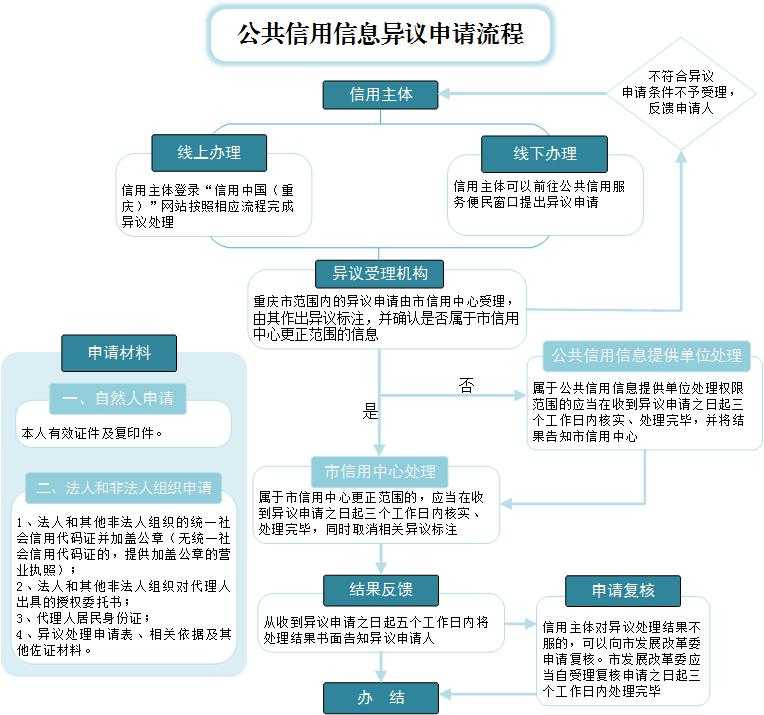 公共信用信息异议申请流程
不符合异议
申请条件不予受理，
反馈申请人
信用主体
线上办理
信用主体登录“信用中国（重
庆）”网站按照相应流程完成
异议处理
线下办理
信用主体可以前往公共信用服
务便民窗口提出异议申请
异议受理机构
重庆市范围内的异议申请由市信用中心受理，
由其作出异议标注，并确认是否属于市信用
中心更正范围的信息
否
是
公共信用信息提供单位处理
属于公共信用信息提供单位处理权限
范围的应当在收到异议申请之日起三
个工作日内核实、处理完毕，并将结
果告知市信用中心
市信用中心处理
属于市信用中心更正范围的，应当在收
到异议申请之日起三个工作日内核实、
处理完毕，同时取消相关异议标注
结果反馈
从收到异议申请之日起五个工作日内将
处理结果书面告知异议申请人
申请复核
信用主体对异议处理结果不
服的，可以向市发展改革委
申请复核。市发展改革委应
当自受理复核申请之日起三
个工作日内处理完毕
办 结
申请材料
一、自然人申请
本人有效证件及复印件。
二、法人和非法人组织申请
1、法人和其他非法人组织的统一社
会信用代码证并加盖公章（无统一社
会信用代码证的，提供加盖公章的营
业执照）；
2、法人和其他非法人组织对代理人
出具的授权委托书；
3、代理人居民身份证；
4、异议处理申请表、相关依据及其
他佐证材料。